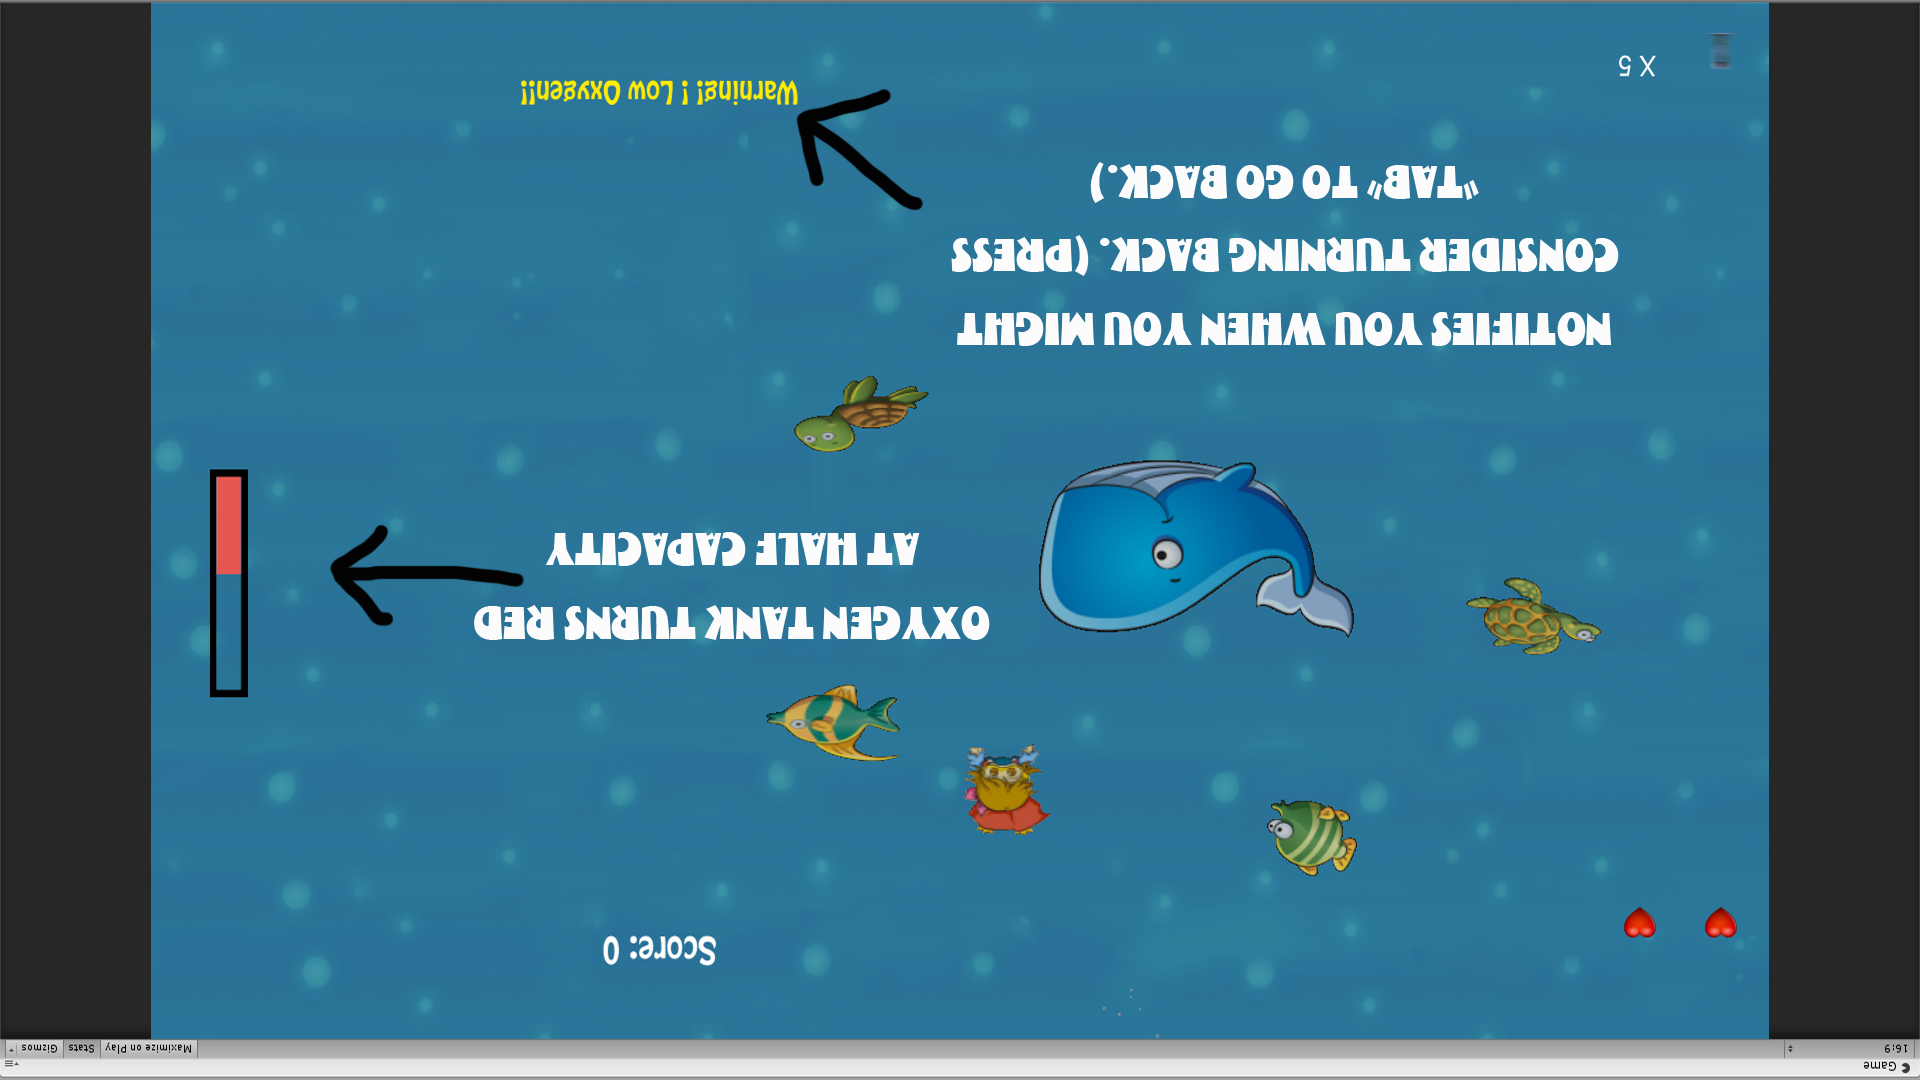 Game
16:9
Maximize on Play
Stats
Gizmos
Score: 0
OXYGEN TANK TURNS RED
AT HALF CAPACITY
NOTIFIES YOU WHEN YOU MIGHT
CONSIDER TURNING BACK. (PRESS
"TAB" TO GO BACK.)
Warning! ! Low Oxygen!!
X 5